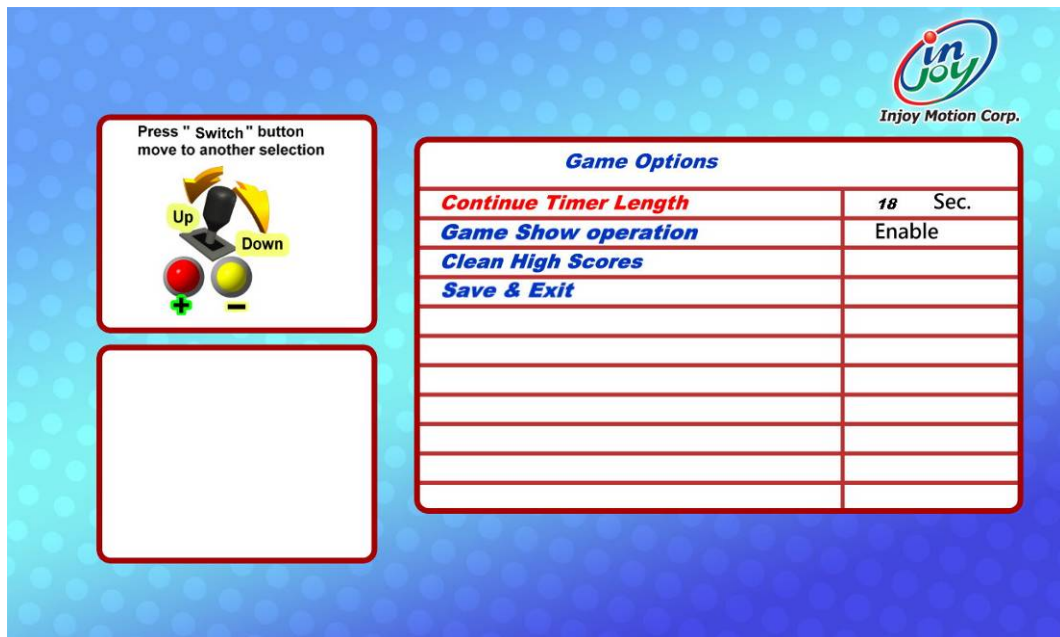 in
joy
Injoy Motion Corp.
Press " Switch " button
move to another selection
Up
Down
+ −
Game Options
Continue Timer Length 18 Sec.
Game Show operation Enable
Clean High Scores
Save & Exit